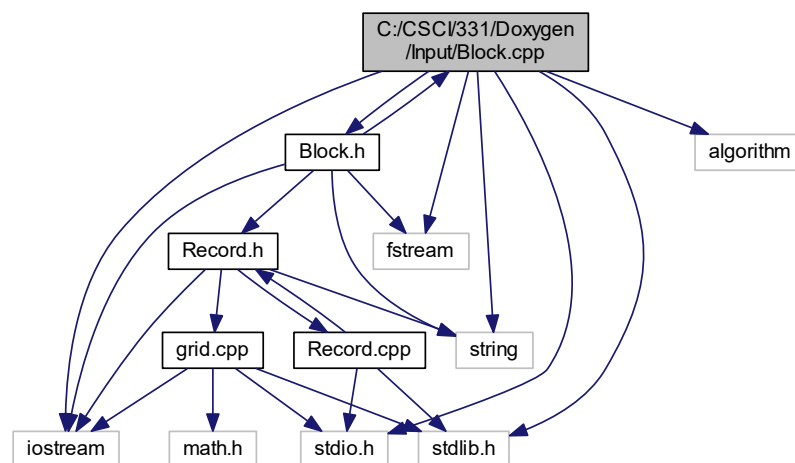 C:/CSCI/331/Doxygen
/Input/Block.cpp
Block.h
algorithm
Record.h
fstream
grid.cpp
Record.cpp
string
iostream
math.h
stdio.h
stdlib.h